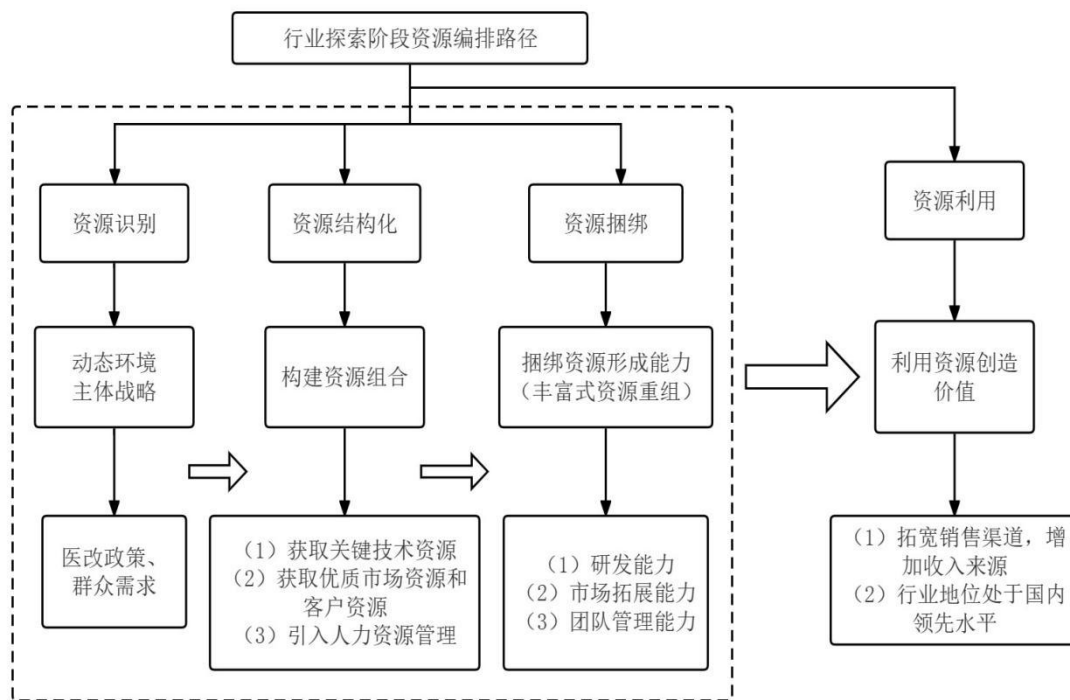 行业探索阶段资源编排路径
资源识别
资源结构化
资源捆绑
资源利用
动态环境
主体战略
构建资源组合
捆绑资源形成能力
（丰富式资源重组）
利用资源创造
价值
医改政策、
群众需求
（1）获取关键技术资源
（2）获取优质市场资源和
客户资源
（3）引入人力资源管理
（1）研发能力
（2）市场拓展能力
（3）团队管理能力
（1）拓宽销售渠道，增
加收入来源
（2）行业地位处于国内
领先水平